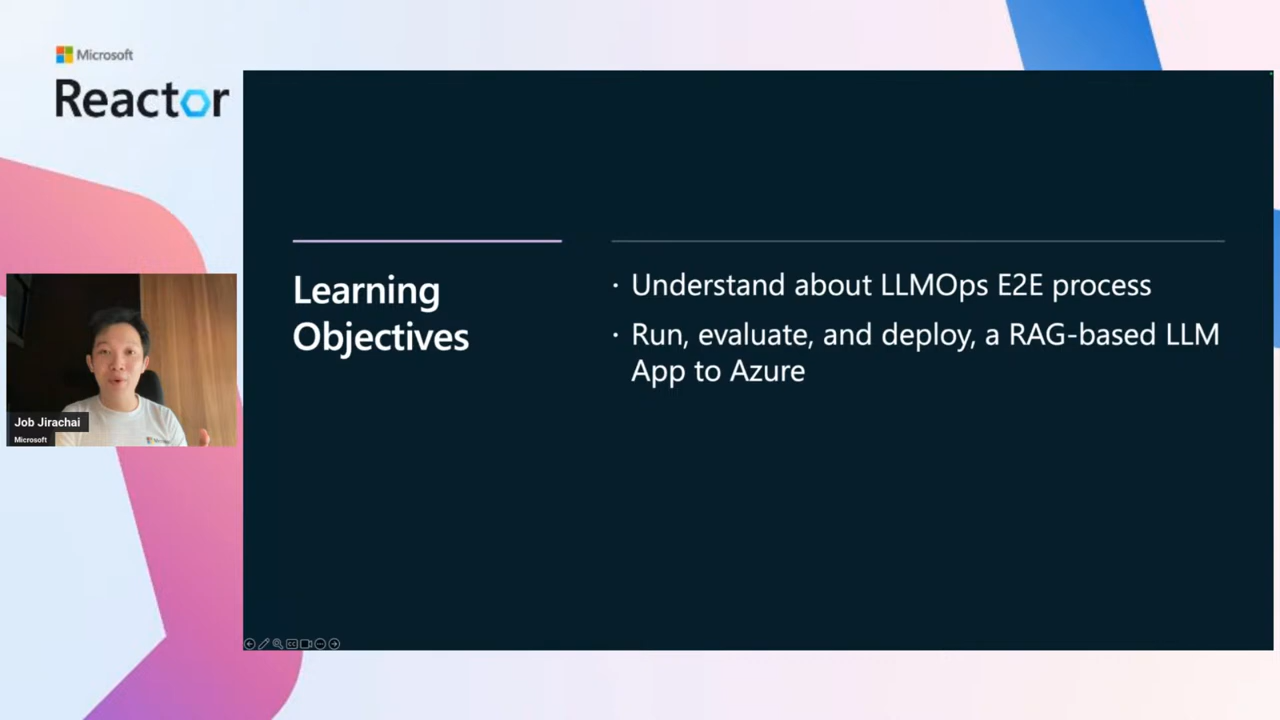 Microsoft
Reactor
Learning
Objectives
· Understand about LLMOps E2E process
· Run, evaluate, and deploy, a RAG-based LLM
App to Azure
Job Jirachai
Microsoft